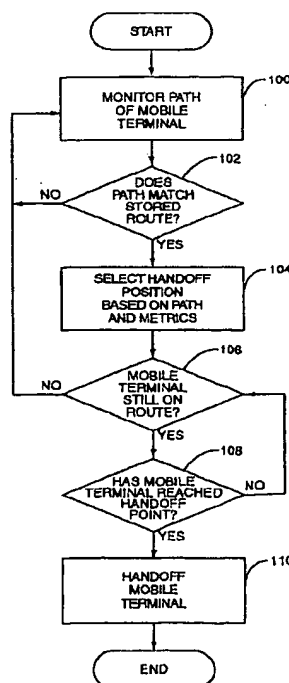 START
100
MONITOR PATH
OF MOBILE
TERMINAL
102
DOES
PATH MATCH
STORED
ROUTE?
NO
YES
104
SELECT HANDOFF
POSITION
BASED ON PATH
AND METRICS
106
MOBILE
TERMINAL
STILL ON
ROUTE?
NO
YES
108
HAS MOBILE
TERMINAL REACHED
HANDOFF
POINT?
NO
YES
110
HANDOFF
MOBILE
TERMINAL
END